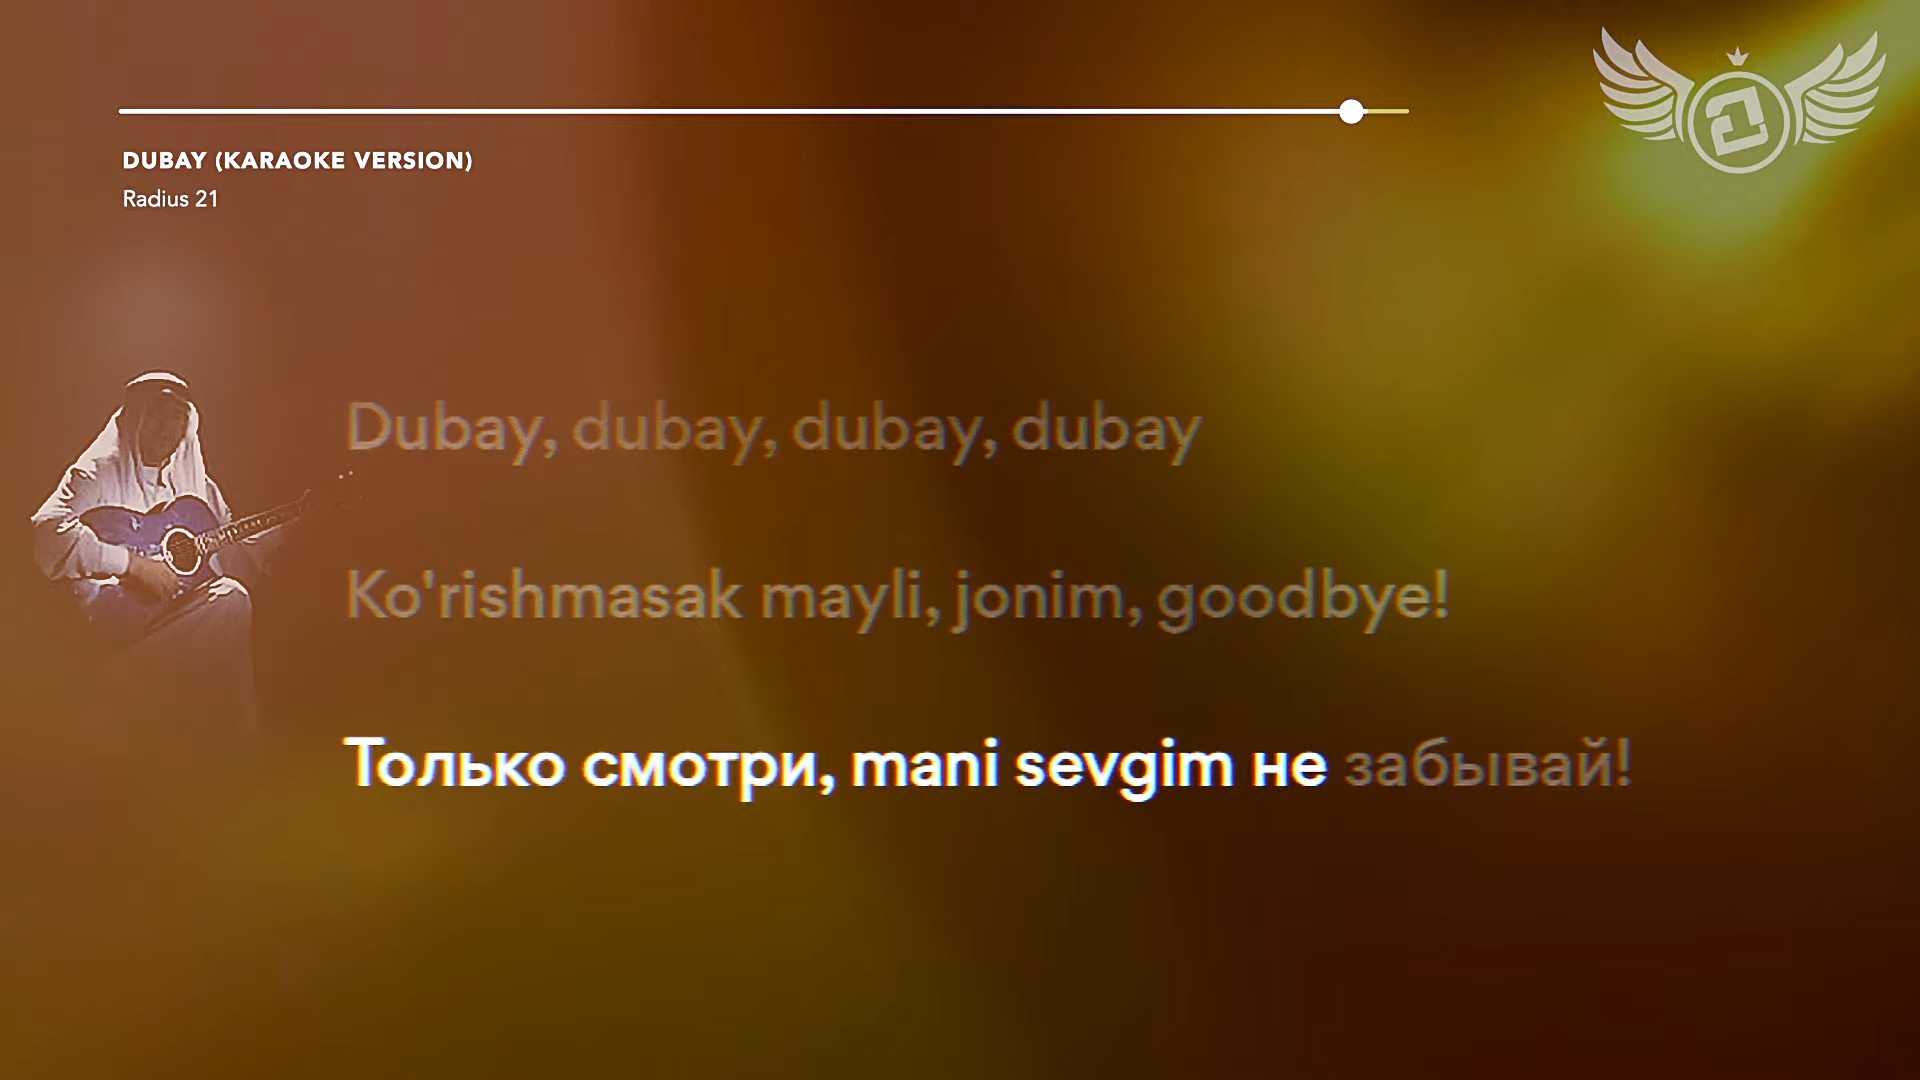 DUBAY (KARAOKE VERSION)
Radius 21
Dubay, dubay, dubay, dubay
Ko'rishmasak mayli, jonim, goodbye!
Только смотри, mani sevgim не забывай!